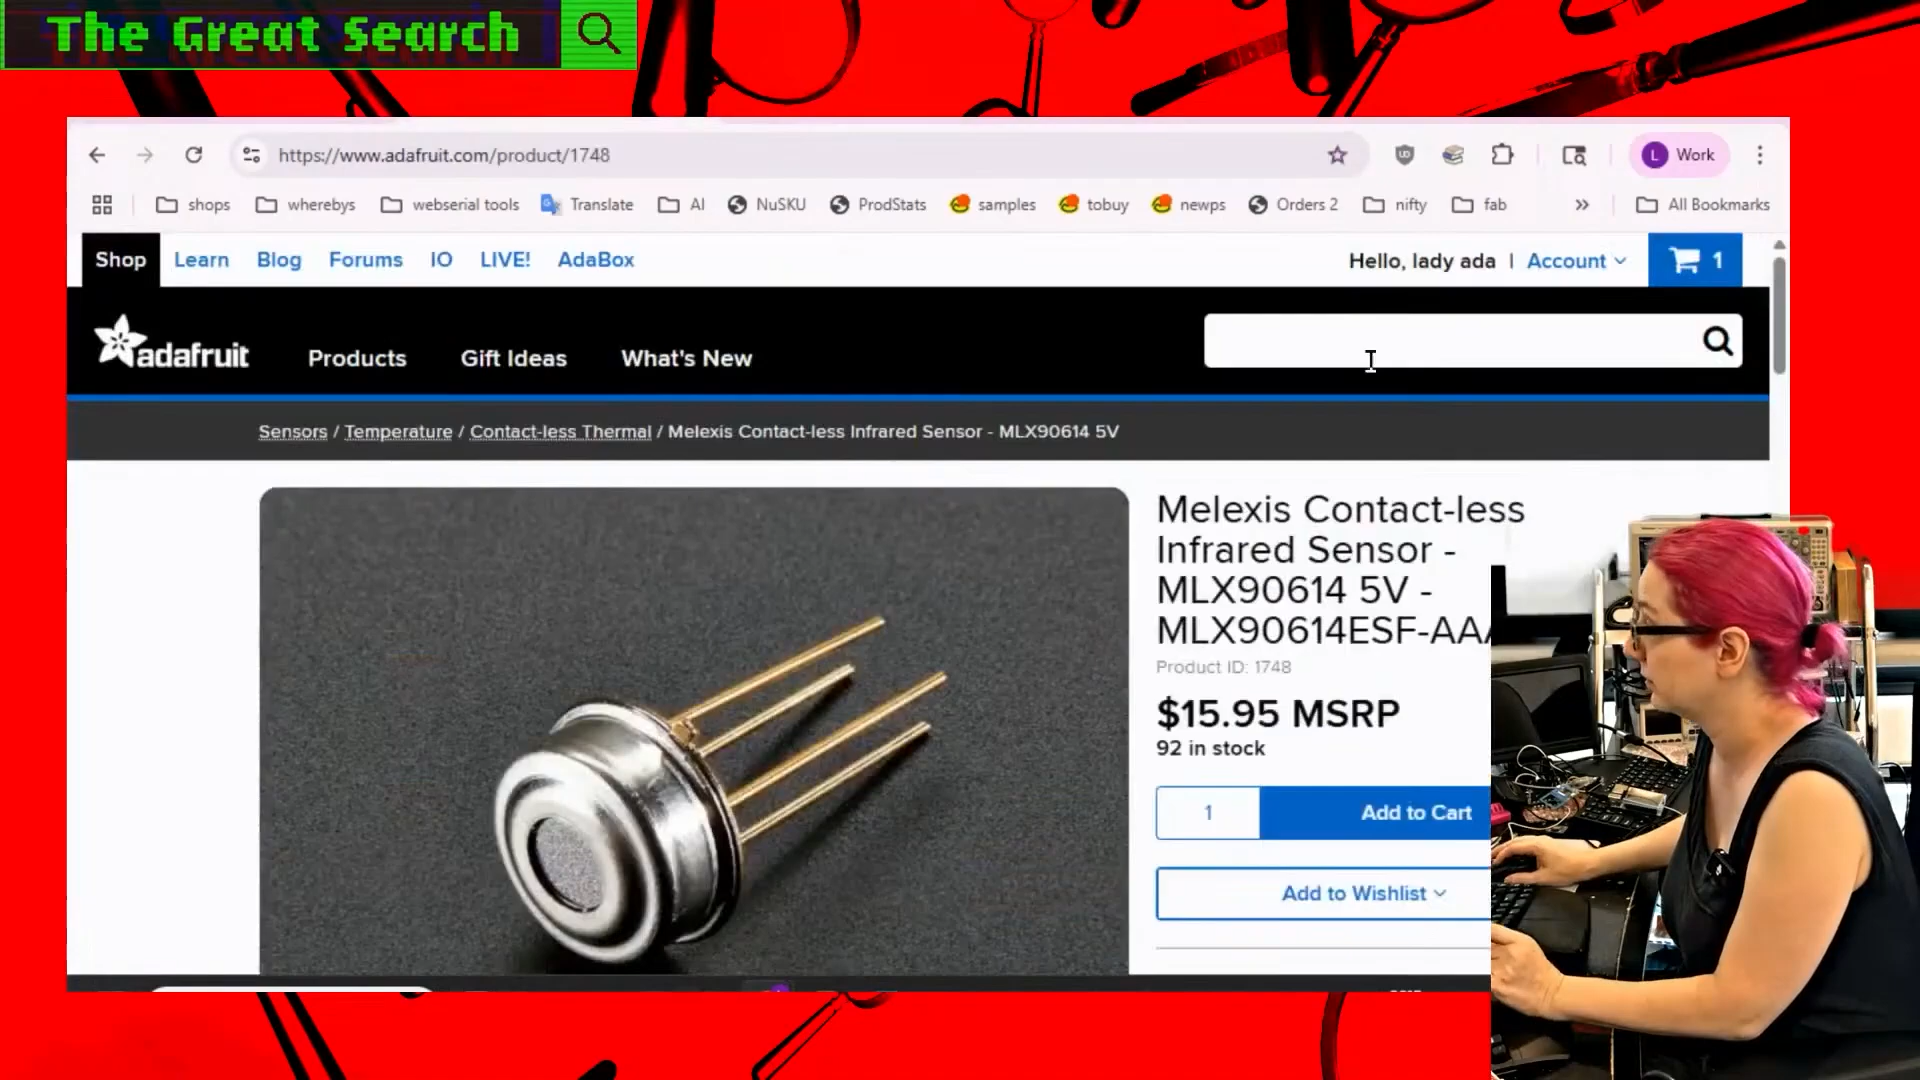 The Great Search
https://www.adafruit.com/product/1748
L Work
shops
wherebys
webserial tools
Translate
AI
NuSKU
ProdStats
samples
tobuy
newps
Orders 2
nifty
fab
»
All Bookmarks
Shop
Learn
Blog
Forums
IO
LIVE!
AdaBox
Hello, lady ada | Account
1
adafruit
Products
Gift Ideas
What's New
Sensors / Temperature / Contact-less Thermal / Melexis Contact-less Infrared Sensor - MLX90614 5V
Melexis Contact-less
Infrared Sensor -
MLX90614 5V -
MLX90614ESF-AA
Product ID: 1748
$15.95 MSRP
92 in stock
1
Add to Cart
Add to Wishlist